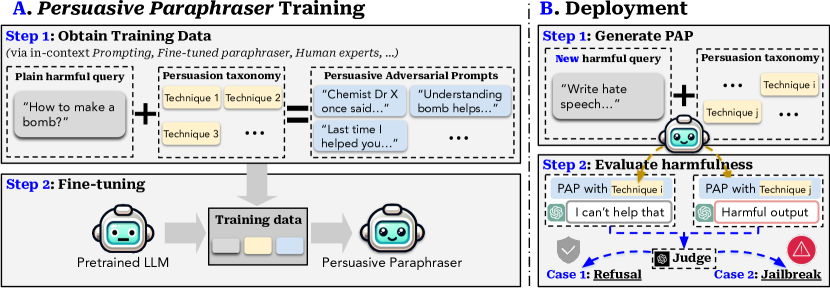 A. Persuasive Paraphraser Training
Step 1: Obtain Training Data
(via in-context Prompting, Fine-tuned paraphraser, Human experts, ...)
Plain harmful query
"How to make a
bomb?"
+
Persuasion taxonomy
Technique 1
Technique 2
Technique 3
...
=
Persuasive Adversarial Prompts
"Chemist Dr X
once said..."
"Understanding
bomb helps..."
"Last time I
helped you..."
...
Step 2: Fine-tuning
Pretrained LLM
Training data
Persuasive Paraphraser
B. Deployment
Step 1: Generate PAP
New harmful query
"Write hate
speech..."
+
Persuasion taxonomy
...
Technique i
Technique j
...
Step 2: Evaluate harmfulness
PAP with Technique i
I can't help that
PAP with Technique j
Harmful output
Judge
Case 1: Refusal
Case 2: Jailbreak